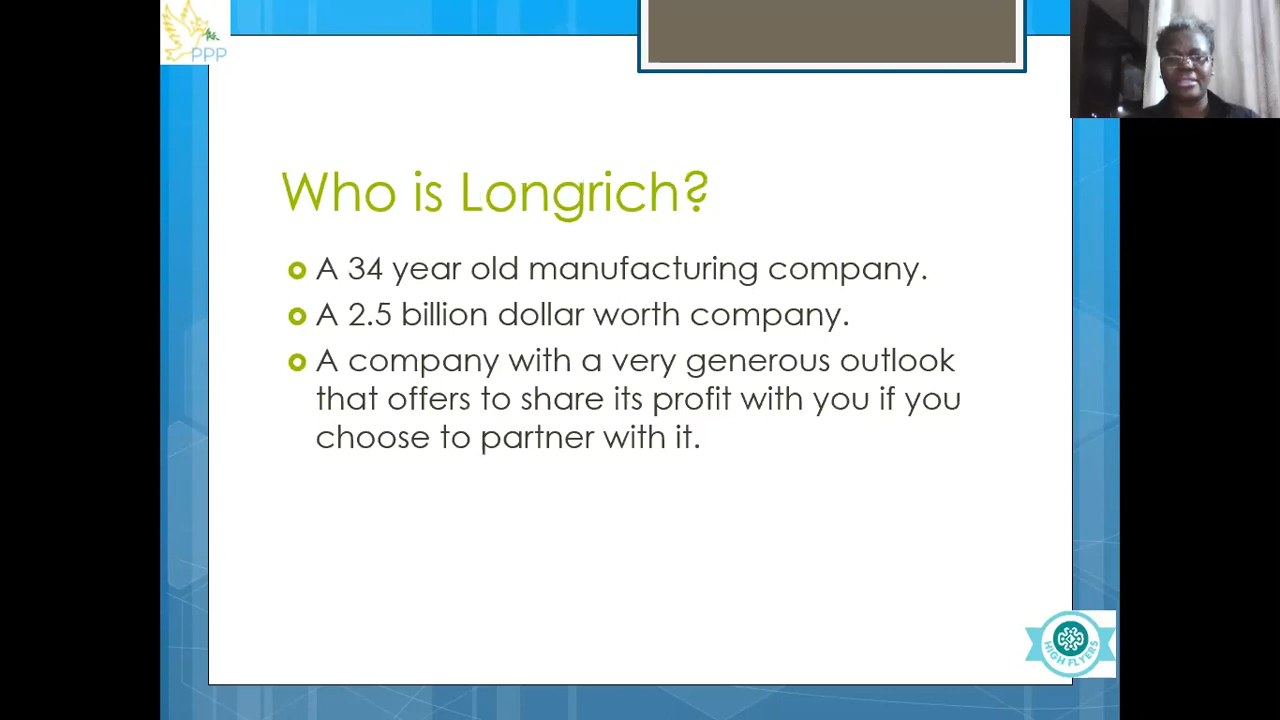 PPP
Who is Longrich?
A 34 year old manufacturing company.
A 2.5 billion dollar worth company.
A company with a very generous outlook
that offers to share its profit with you if you
choose to partner with it.
HIGH FLYERS